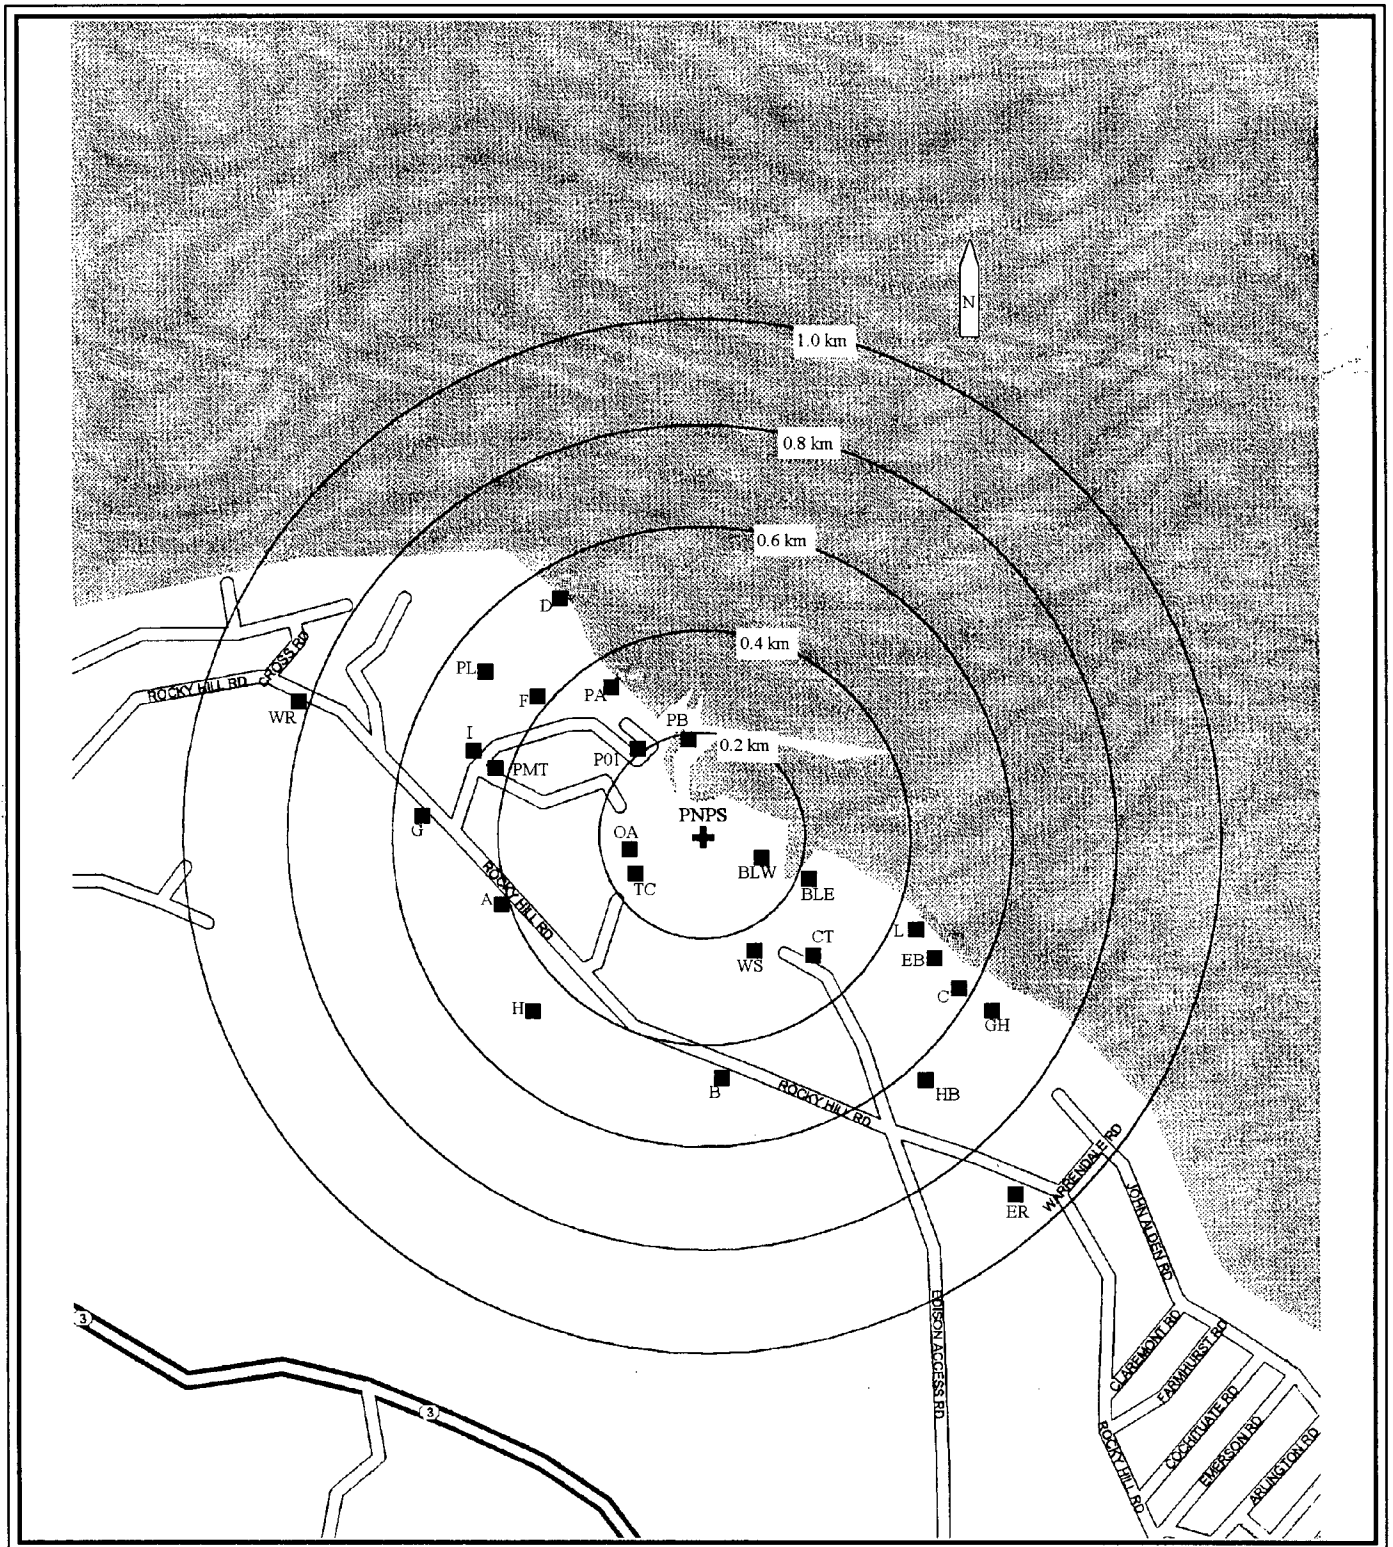 N
1.0 km
0.8 km
0.6 km
D
0.4 km
CROSS RD
PL
ROCKY HILL RD
F
PA
WR
PB
I
P01
0.2 km
PMT
G
PNPS
OA
ROCKY HILL RD
BLW
TC
BLE
A
L
CT
WS
EB
C
H
GH
B
ROCKY HILL RD
HB
WARRENDALE RD
ER
JOHN ALDEN RD
3
EDISON ACCESS RD
CLAREMONT RD
FARMHURST RD
3
COCHITUATE RD
ROCKY HILL RD
EMERSON RD
ARLINGTON RD